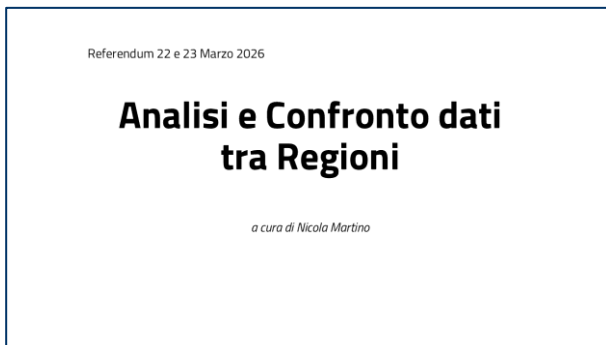 Referendum 22 e 23 Marzo 2026
Analisi e Confronto dati
tra Regioni
a cura di Nicola Martino